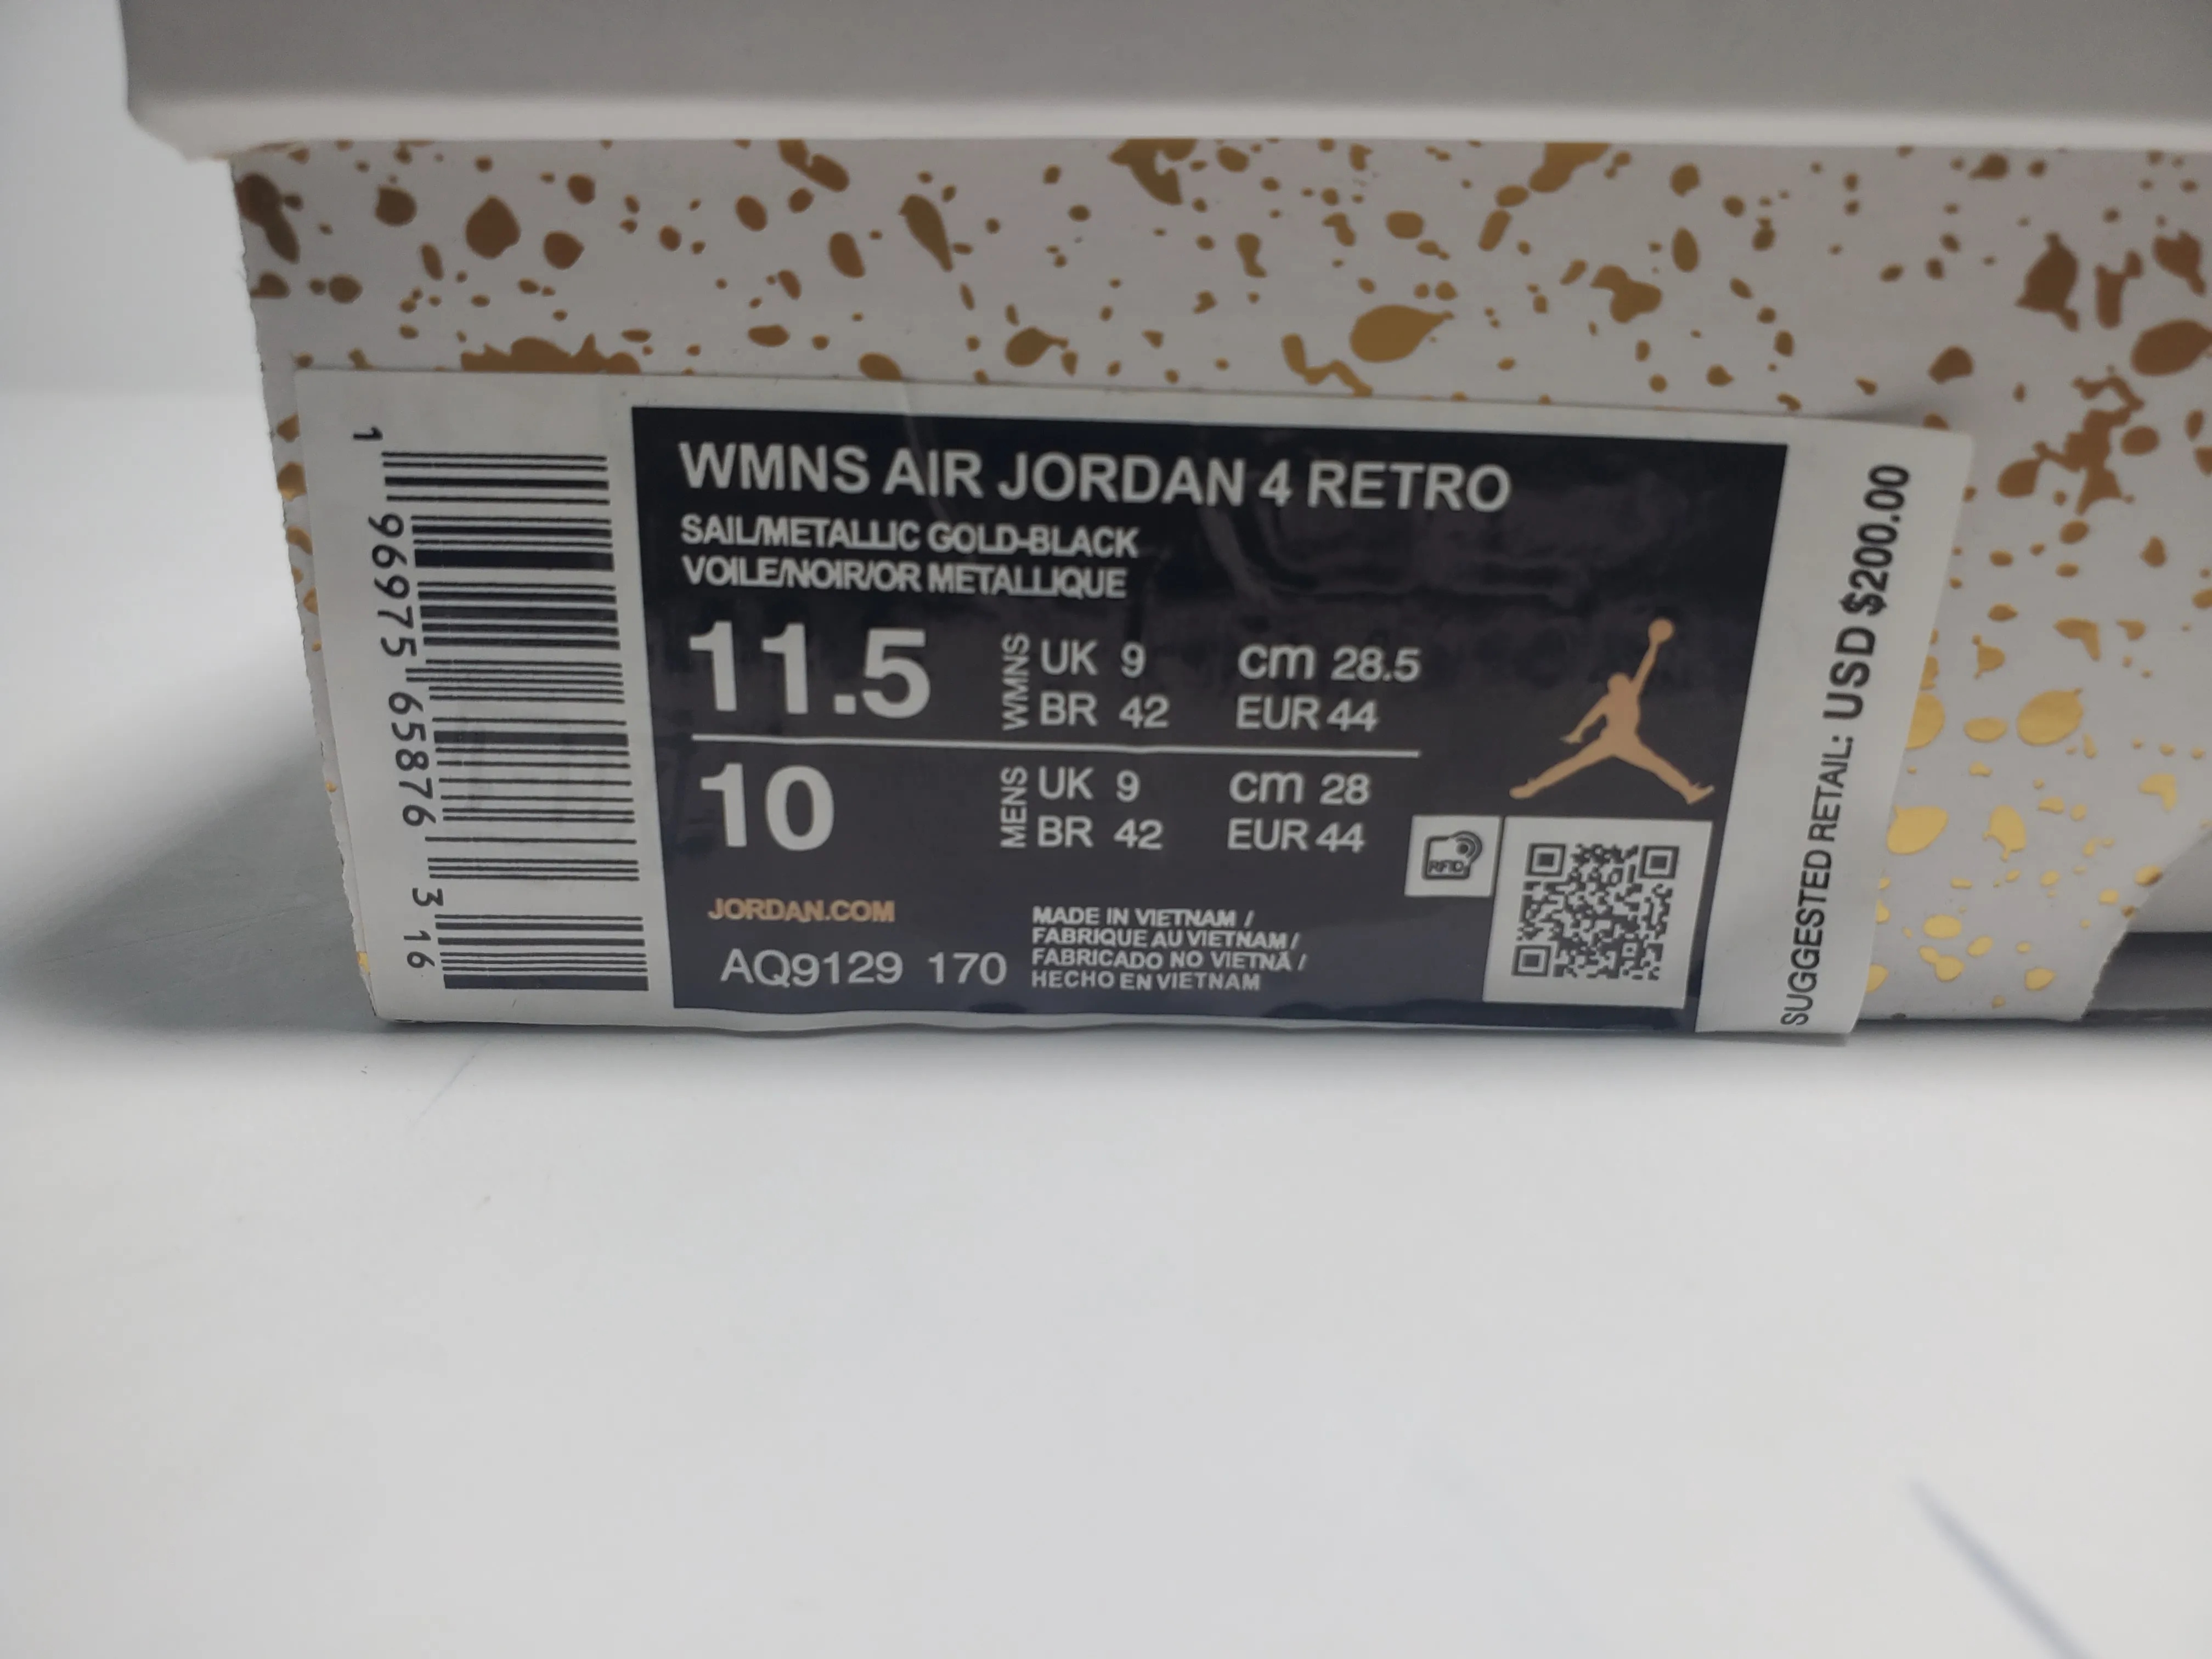 1 96975 65876 3 16
WMNS AIR JORDAN 4 RETRO
SAIL/METALLIC GOLD-BLACK
VOILE/NOIR/OR METALLIQUE
11.5 WMNS UK 9 cm 28.5
BR 42 EUR 44
10 MENS UK 9 cm 28
BR 42 EUR 44
RFID
JORDAN.COM
AQ9129 170
MADE IN VIETNAM /
FABRIQUE AU VIETNAM /
FABRICADO NO VIETNÃ /
HECHO EN VIETNAM
SUGGESTED RETAIL: USD $200.00